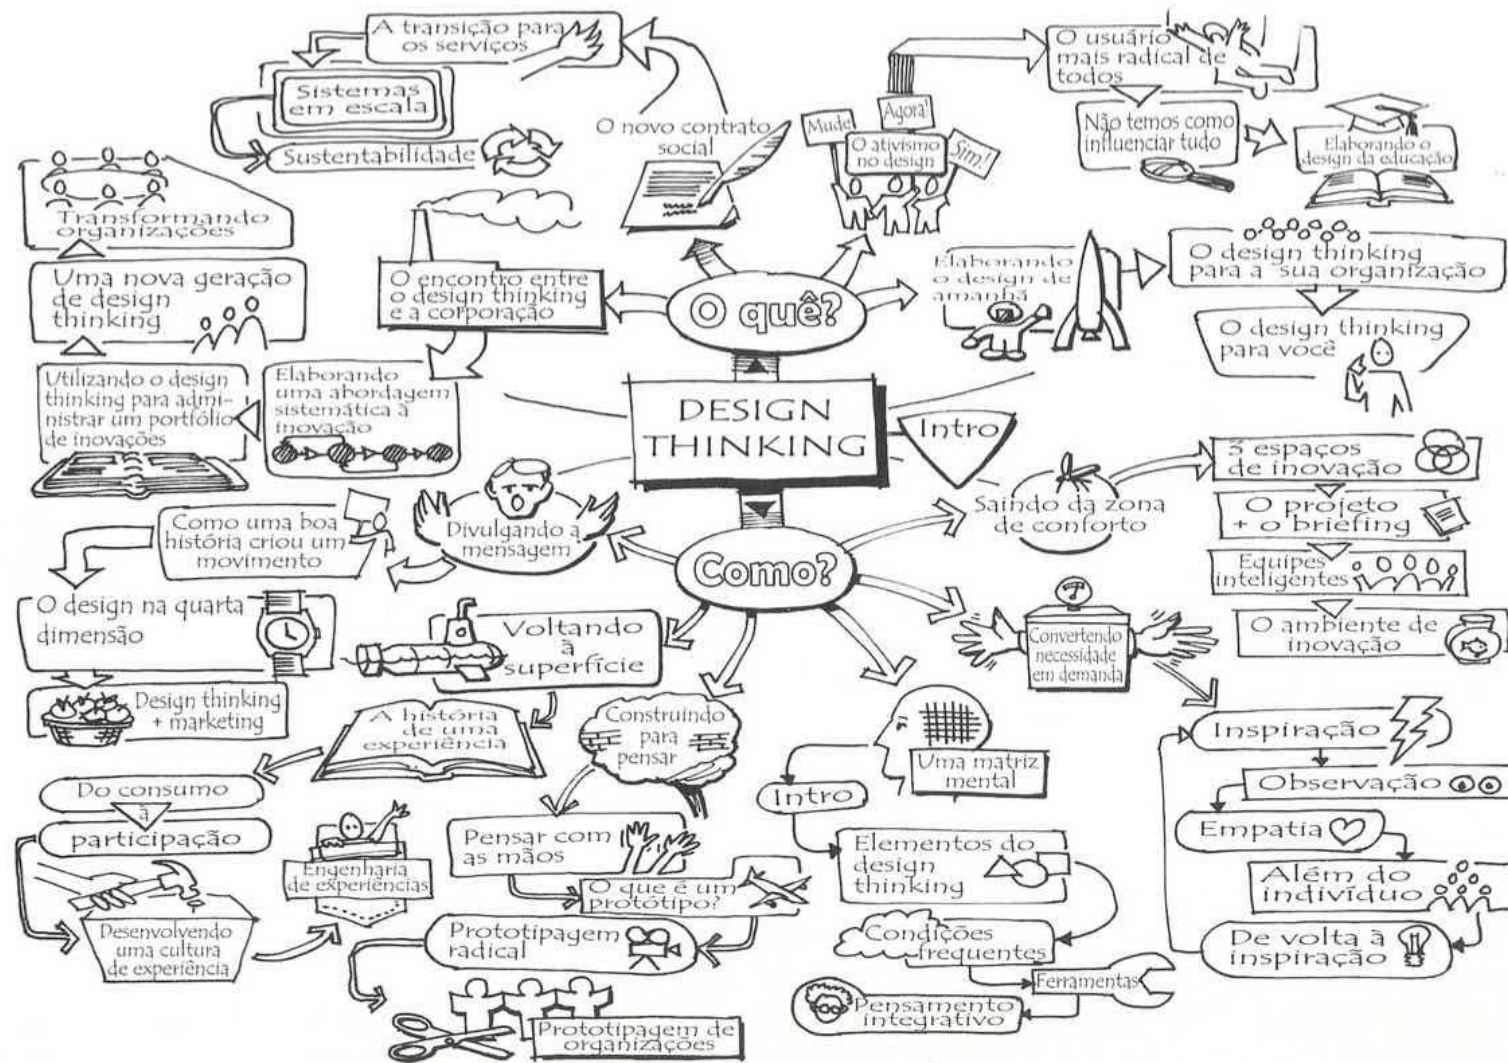 DESIGN
THINKING
O quê?
O novo contrato
social
A transição para
os serviços
Sistemas
em escala
Sustentabilidade
Mude
Agora!
Sim!
O ativismo
no design
O usuário
mais radical de
todos
Não temos como
influenciar tudo
Elaborando o
design da educação
Elaborando
o design de
amanhã
O design thinking
para a sua organização
O design thinking
para você
O encontro entre
o design thinking
e a corporação
Elaborando
uma abordagem
sistemática à
inovação
Utilizando o design
thinking para admi-
nistrar um portfólio
de inovações
Uma nova geração
de design
thinking
Transformando
organizações
Intro
Como?
Saindo da zona
de conforto
3 espaços
de inovação
O projeto
+ o briefing
Equipes
inteligentes
O ambiente de
inovação
Convertendo
necessidade
em demanda
Inspiração
Observação
Empatia
Além do
indivíduo
De volta à
inspiração
Uma matriz
mental
Intro
Elementos do
design
thinking
Condições
frequentes
Ferramentas
Pensamento
integrativo
Construindo
para
pensar
Pensar com
as mãos
O que é um
protótipo?
Prototipagem
radical
Prototipagem de
organizações
Voltando
à
superfície
A história
de uma
experiência
Do consumo
à
participação
Desenvolvendo
uma cultura
de experiência
Engenharia
de experiências
Divulgando a
mensagem
Como uma boa
história criou um
movimento
O design na quarta
dimensão
Design thinking
+ marketing